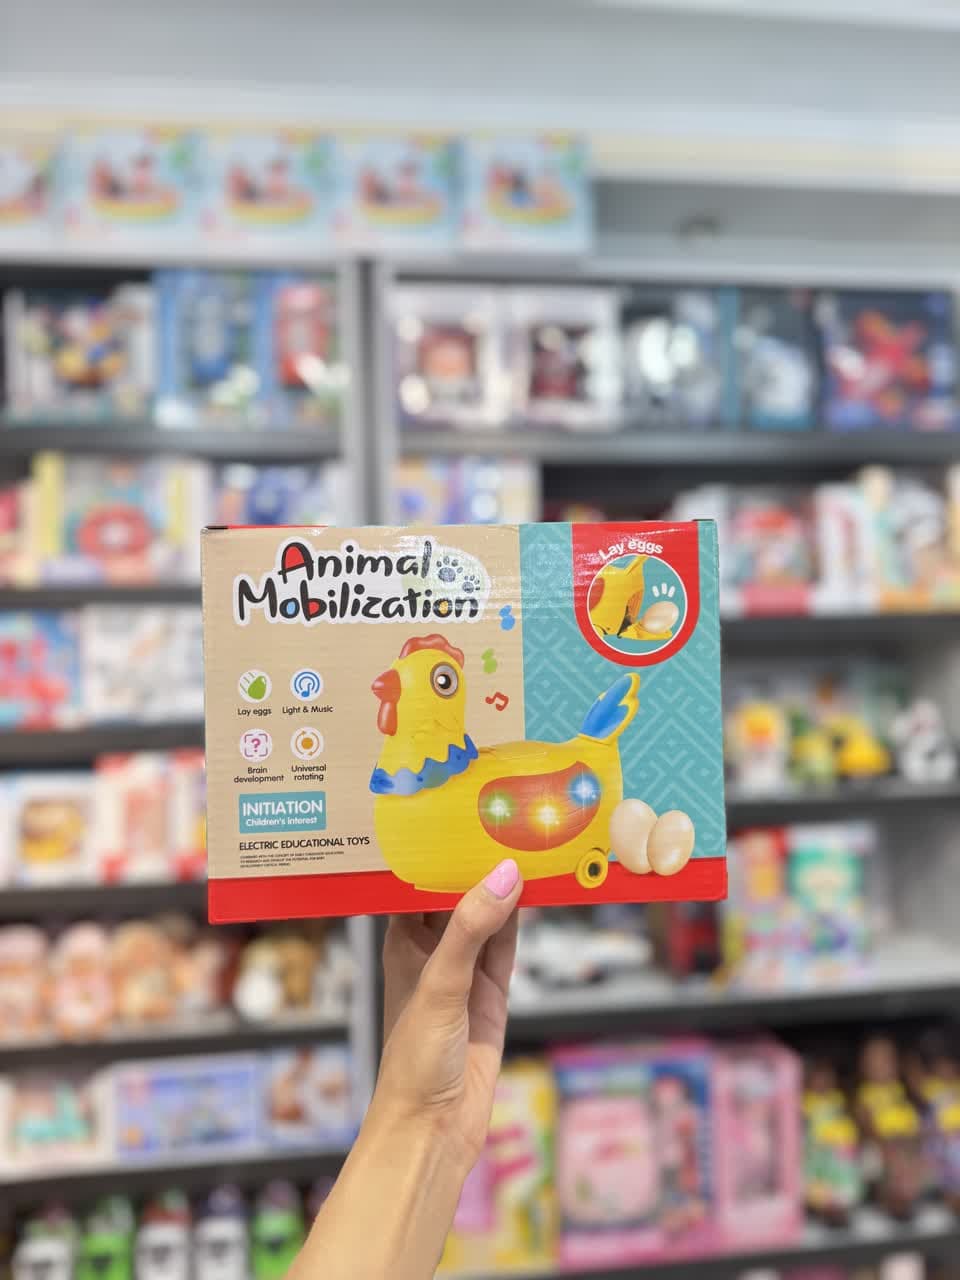 Animal
Mobilization
Lay eggs
Lay eggs
Light & Music
Brain
development
Universal
rotating
INITIATION
Children's interest
ELECTRIC EDUCATIONAL TOYS